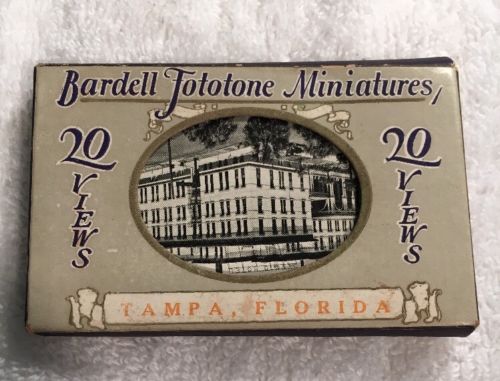 Bardell Fototone Miniatures
20
VIEWS
20
VIEWS
TAMPA, FLORIDA